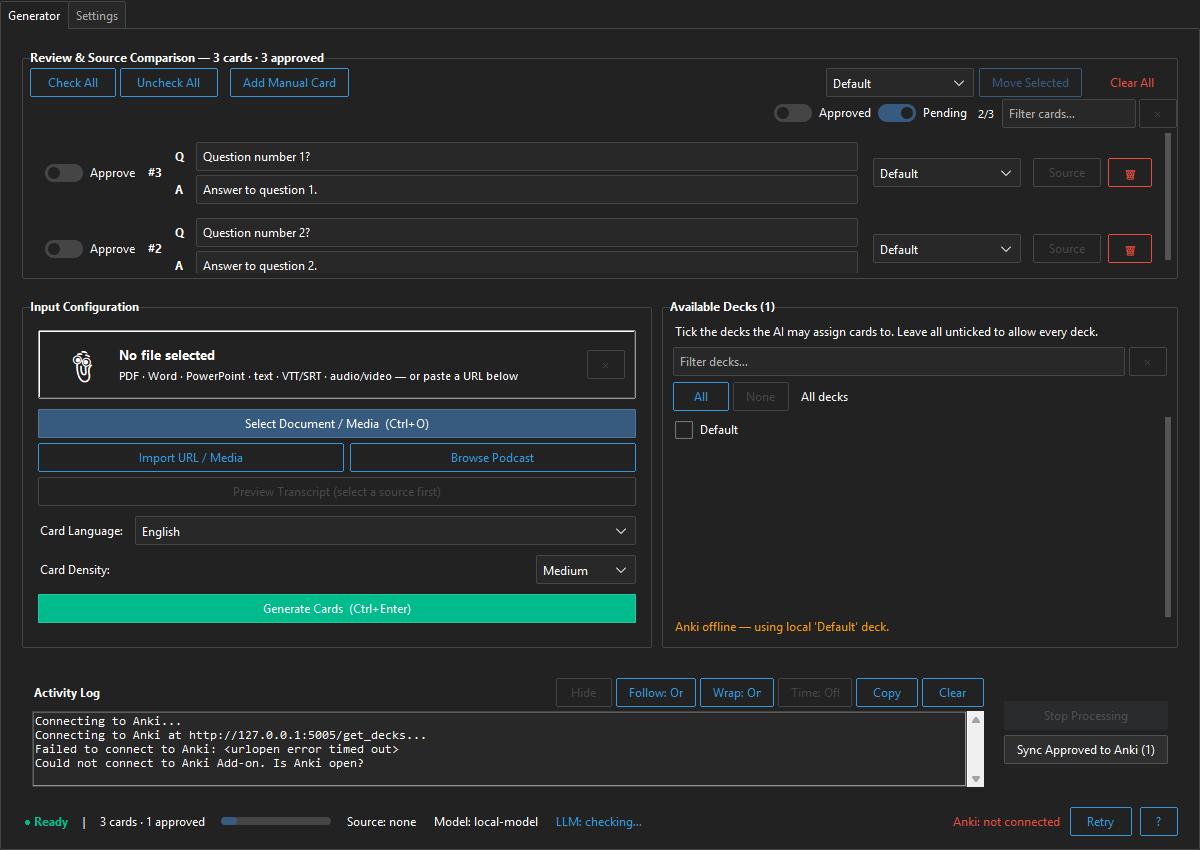 Generator Settings
Review & Source Comparison — 3 cards · 3 approved
Check All Uncheck All Add Manual Card Default Move Selected Clear All
Approved Pending 2/3 Filter cards... ×
Q Question number 1?
Approve #3 Default Source
A Answer to question 1.
Q Question number 2?
Approve #2 Default Source
A Answer to question 2.
Input Configuration
No file selected
PDF · Word · PowerPoint · text · VTT/SRT · audio/video — or paste a URL below
×
Select Document / Media (Ctrl+O)
Import URL / Media Browse Podcast
Preview Transcript (select a source first)
Card Language: English
Card Density: Medium
Generate Cards (Ctrl+Enter)
Available Decks (1)
Tick the decks the AI may assign cards to. Leave all unticked to allow every deck.
Filter decks... ×
All None All decks
Default
Anki offline — using local 'Default' deck.
Activity Log Hide Follow: Or Wrap: Or Time: Off Copy Clear
Connecting to Anki...
Connecting to Anki at http://127.0.0.1:5005/get_decks...
Failed to connect to Anki: <urlopen error timed out>
Could not connect to Anki Add-on. Is Anki open?
Stop Processing
Sync Approved to Anki (1)
● Ready | 3 cards · 1 approved Source: none Model: local-model LLM: checking... Anki: not connected Retry ?